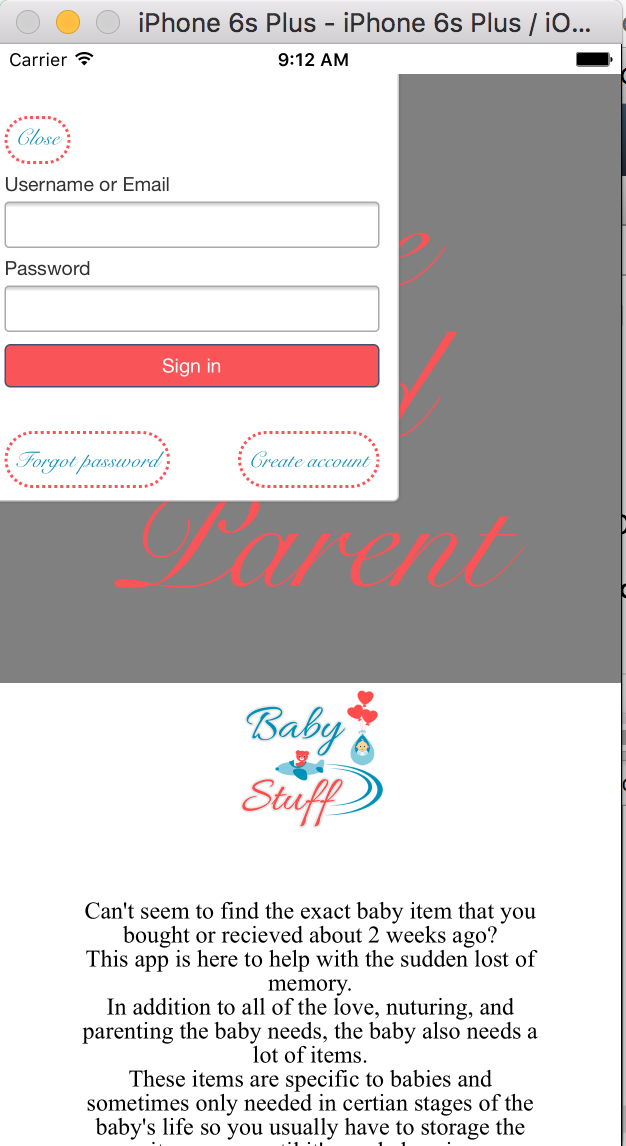 iPhone 6s Plus - iPhone 6s Plus / iO...
Carrier 9:12 AM
Close
Username or Email
Password
Sign in
Forgot password
Create account
Parent
Baby
Stuff
Can't seem to find the exact baby item that you
bought or recieved about 2 weeks ago?
This app is here to help with the sudden lost of
memory.
In addition to all of the love, nuturing, and
parenting the baby needs, the baby also needs a
lot of items.
These items are specific to babies and
sometimes only needed in certian stages of the
baby's life so you usually have to storage the